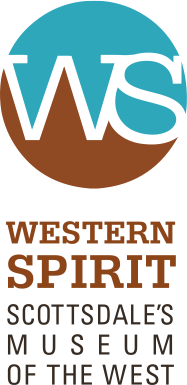 WS
WESTERN
SPIRIT
SCOTTSDALE'S
MUSEUM
OF THE WEST